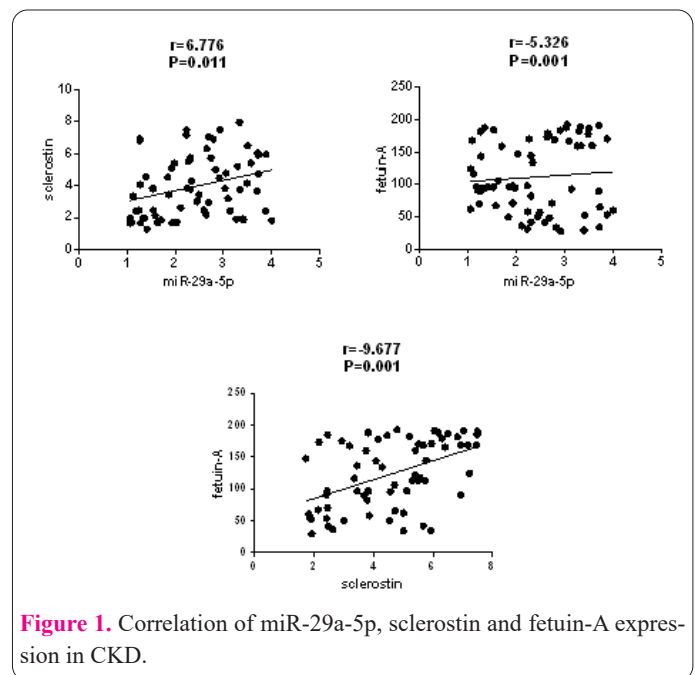 r=6.776
P=0.011
10
8
6
4
2
0
sclerostin
0 1 2 3 4 5
miR-29a-5p
r=-5.326
P=0.001
250
200
150
100
50
0
fetuin-A
0 1 2 3 4 5
miR-29a-5p
r=-9.677
P=0.001
250
200
150
100
50
0
fetuin-A
0 2 4 6 8
sclerostin
Figure 1. Correlation of miR-29a-5p, sclerostin and fetuin-A expres-
sion in CKD.